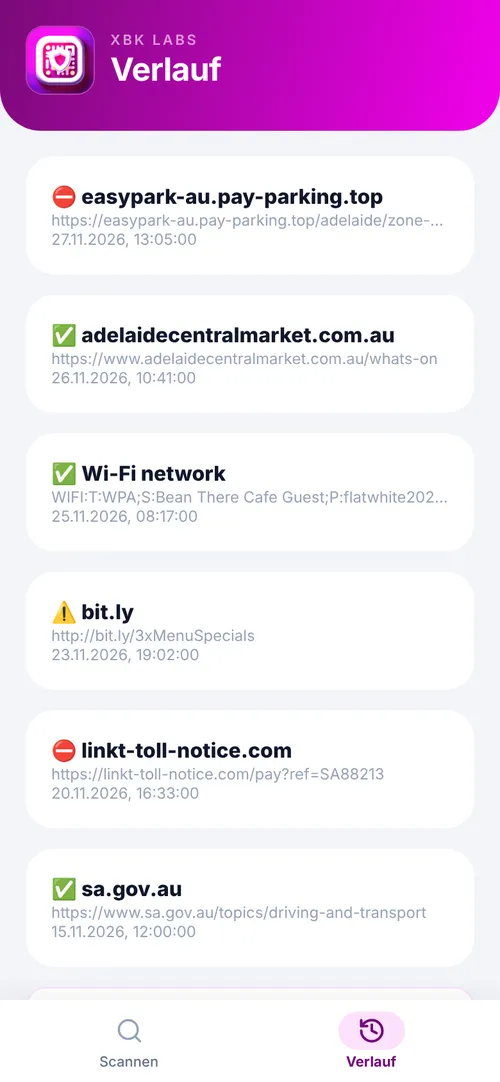 XBK LABS
Verlauf
⛔ easypark-au.pay-parking.top
https://easypark-au.pay-parking.top/adelaide/zone-...
27.11.2026, 13:05:00
✅ adelaidecentralmarket.com.au
https://www.adelaidecentralmarket.com.au/whats-on
26.11.2026, 10:41:00
✅ Wi-Fi network
WIFI:T:WPA;S:Bean There Cafe Guest;P:flatwhite202...
25.11.2026, 08:17:00
⚠️ bit.ly
http://bit.ly/3xMenuSpecials
23.11.2026, 19:02:00
⛔ linkt-toll-notice.com
https://linkt-toll-notice.com/pay?ref=SA88213
20.11.2026, 16:33:00
✅ sa.gov.au
https://www.sa.gov.au/topics/driving-and-transport
15.11.2026, 12:00:00
Scannen
Verlauf